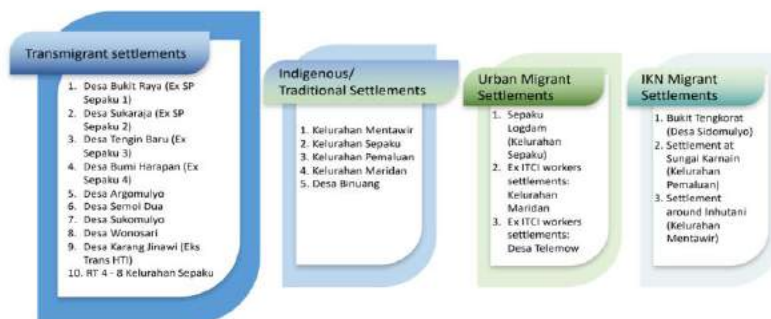 Transmigrant settlements
1. Desa Bukit Raya (Ex SP
Sepaku 1)
2. Desa Sukaraja (Ex SP
Sepaku 2)
3. Desa Tengin Baru (Ex
Sepaku 3)
4. Desa Bumi Harapan (Ex
Sepaku 4)
5. Desa Argomulyo
6. Desa Semoi Dua
7. Desa Sukomulyo
8. Desa Wonosari
9. Desa Karang Jinawi (Eks
Trans HTI)
10. RT 4 - 8 Kelurahan Sepaku
Indigenous/
Traditional Settlements
1. Kelurahan Mentawir
2. Kelurahan Sepaku
3. Kelurahan Pemaluan
4. Kelurahan Maridan
5. Desa Binuang
Urban Migrant
Settlements
1. Sepaku
Logdam
(Kelurahan
Sepaku)
2. Ex ITCI workers
settlements:
Kelurahan
Maridan
3. Ex ITCI workers
settlements:
Desa Telemow
IKN Migrant
Settlements
1. Bukit Tengkorat
(Desa Sidomulyo)
2. Settlement at
Sungai Karnain
(Kelurahan
Pemaluan)
3. Settlement
around Inhutani
(Kelurahan
Mentawir)